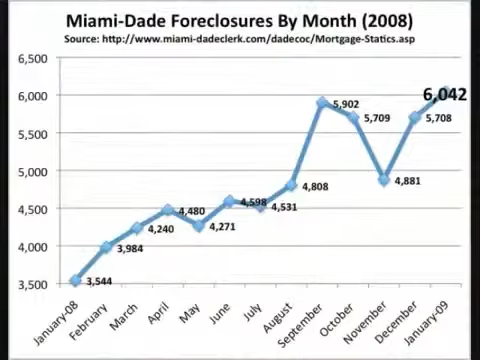 Miami-Dade Foreclosures By Month (2008)
Source: http://www.miami-dadeclerk.com/dadecoc/Mortgage-Statics.asp
6,500
6,000
5,500
5,000
4,500
4,000
3,500
3,544
3,984
4,240
4,480
4,271
4,598
4,531
4,808
5,902
5,709
4,881
5,708
6,042
January-08
February
March
April
May
June
July
August
September
October
November
December
January-09